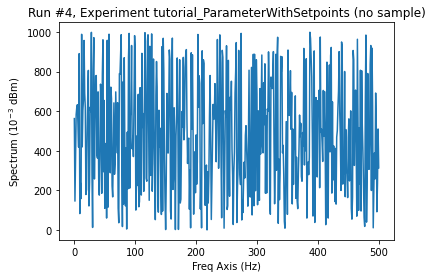 Run #4, Experiment tutorial_ParameterWithSetpoints (no sample)
1000
800
600
400
200
0
Spectrum (10⁻³ dBm)
0 100 200 300 400 500
Freq Axis (Hz)